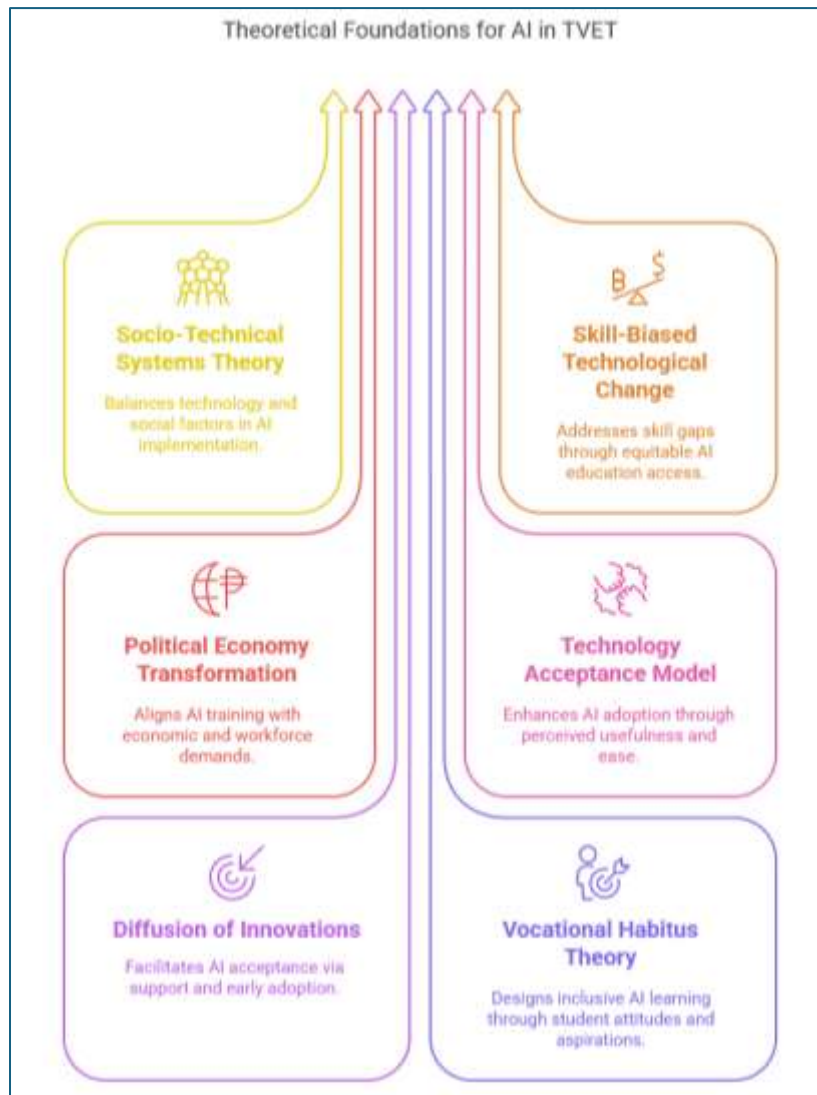 Theoretical Foundations for AI in TVET
Socio-Technical
Systems Theory
Balances technology and
social factors in AI
implementation.
Skill-Biased
Technological
Change
Addresses skill gaps
through equitable AI
education access.
Political Economy
Transformation
Aligns AI training with
economic and workforce
demands.
Technology
Acceptance Model
Enhances AI adoption through
perceived usefulness and
ease.
Diffusion of Innovations
Facilitates AI acceptance via
support and early adoption.
Vocational Habitus
Theory
Designs inclusive AI learning
through student attitudes and
aspirations.